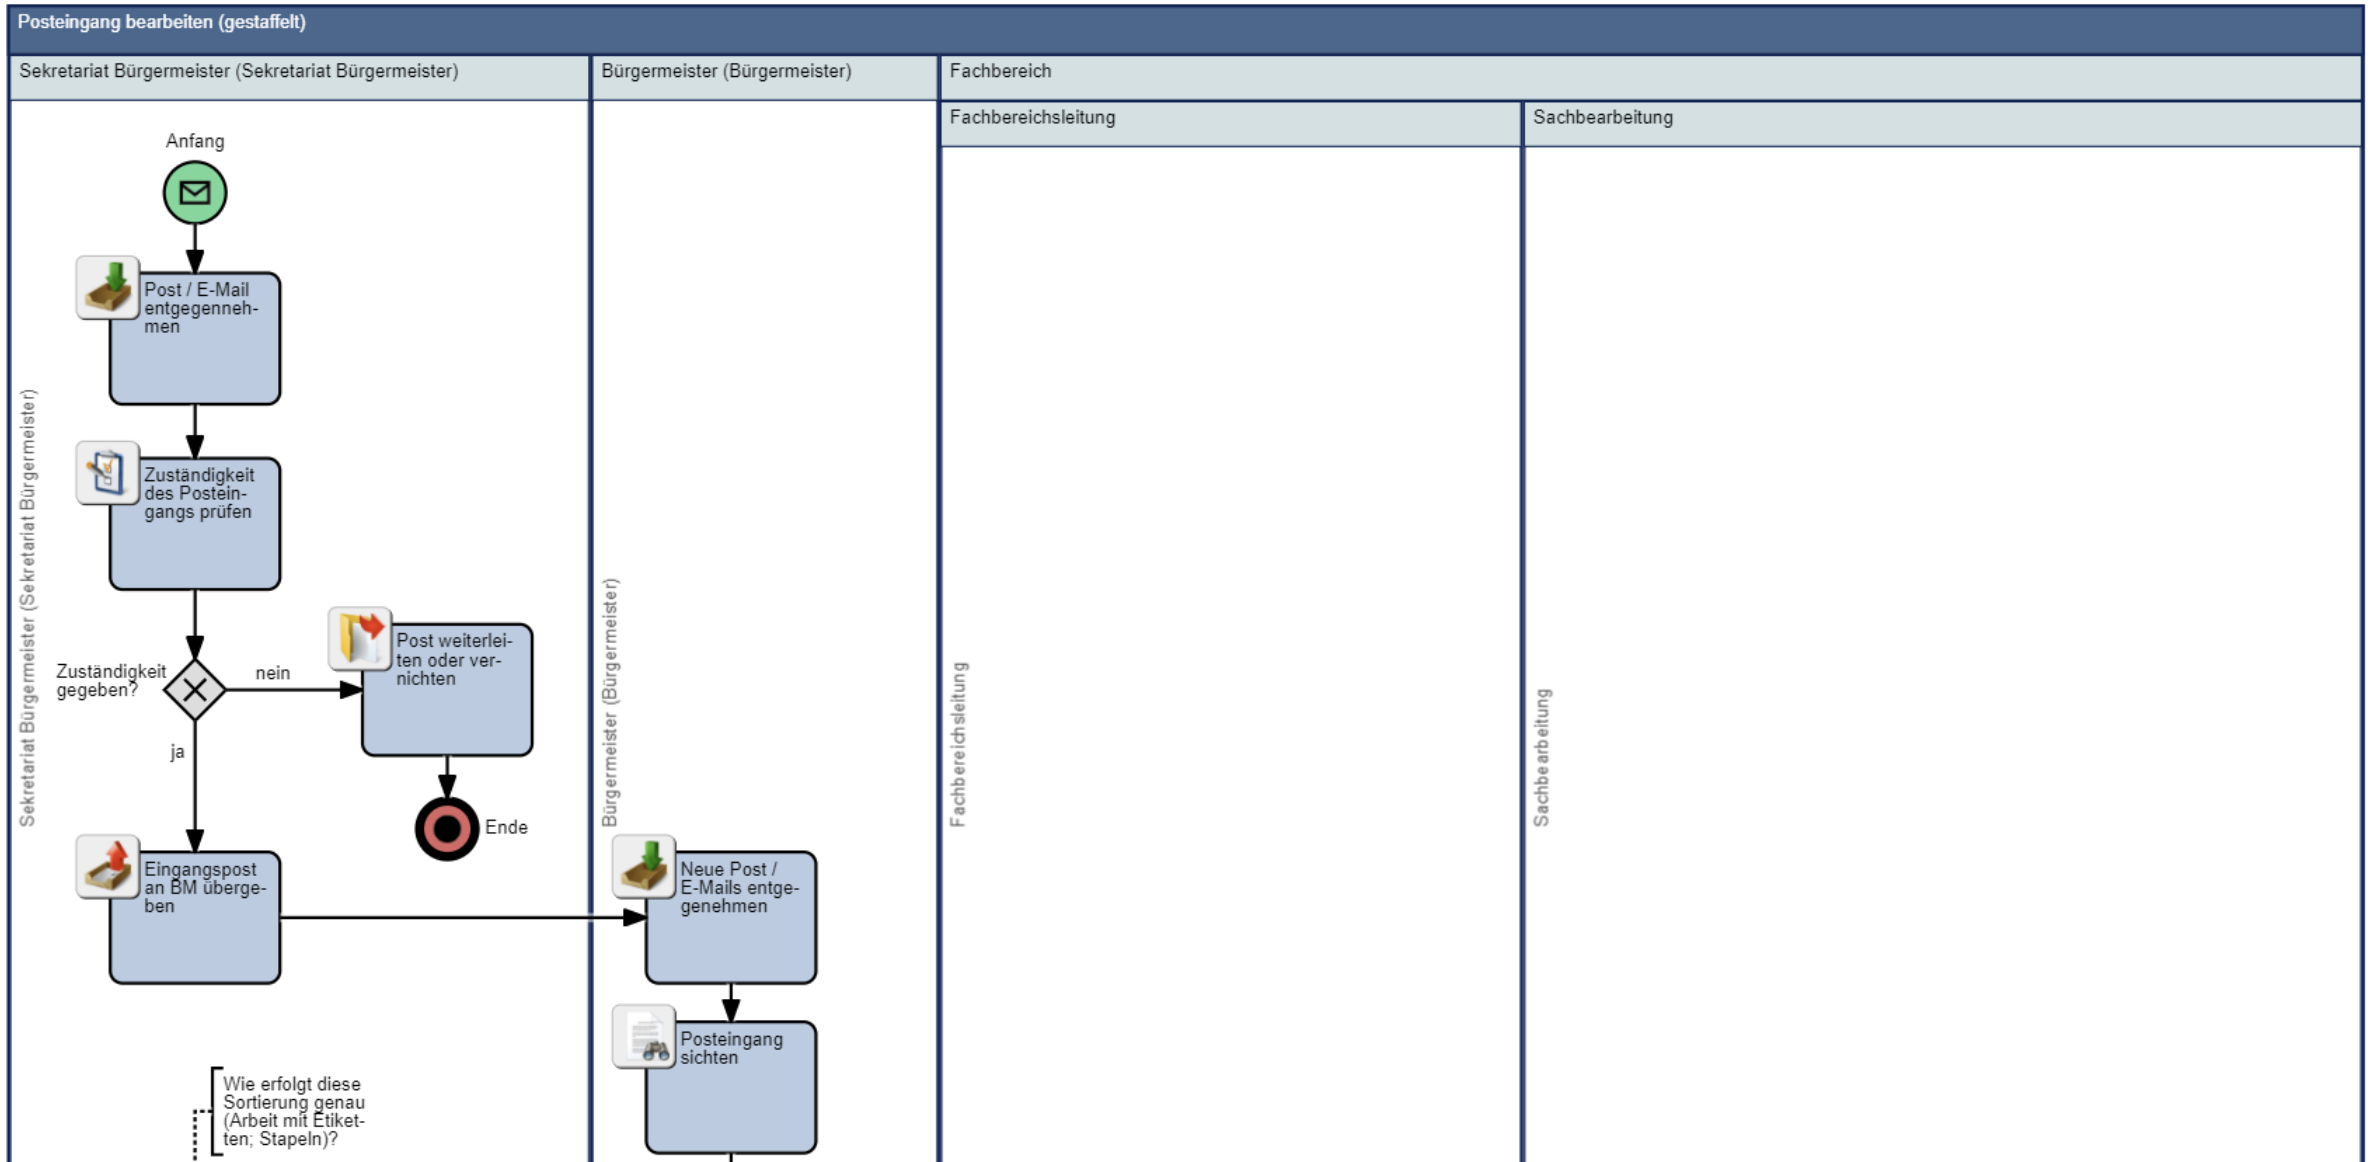 Posteingang bearbeiten (gestaffelt)
Sekretariat Bürgermeister (Sekretariat Bürgermeister)
Bürgermeister (Bürgermeister)
Fachbereich
Fachbereichsleitung
Sachbearbeitung
Sekretariat Bürgermeister (Sekretariat Bürgermeister)
Anfang
Post / E-Mail
entgegenneh-
men
Zuständigkeit
des Postein-
gangs prüfen
Zuständigkeit
gegeben?
nein
ja
Post weiterlei-
ten oder ver-
nichten
Ende
Eingangspost
an BM überge-
ben
Wie erfolgt diese
Sortierung genau
(Arbeit mit Etiket-
ten; Stapeln)?
Bürgermeister (Bürgermeister)
Neue Post /
E-Mails entge-
genehmen
Posteingang
sichten
Fachbereichsleitung
Sachbearbeitung